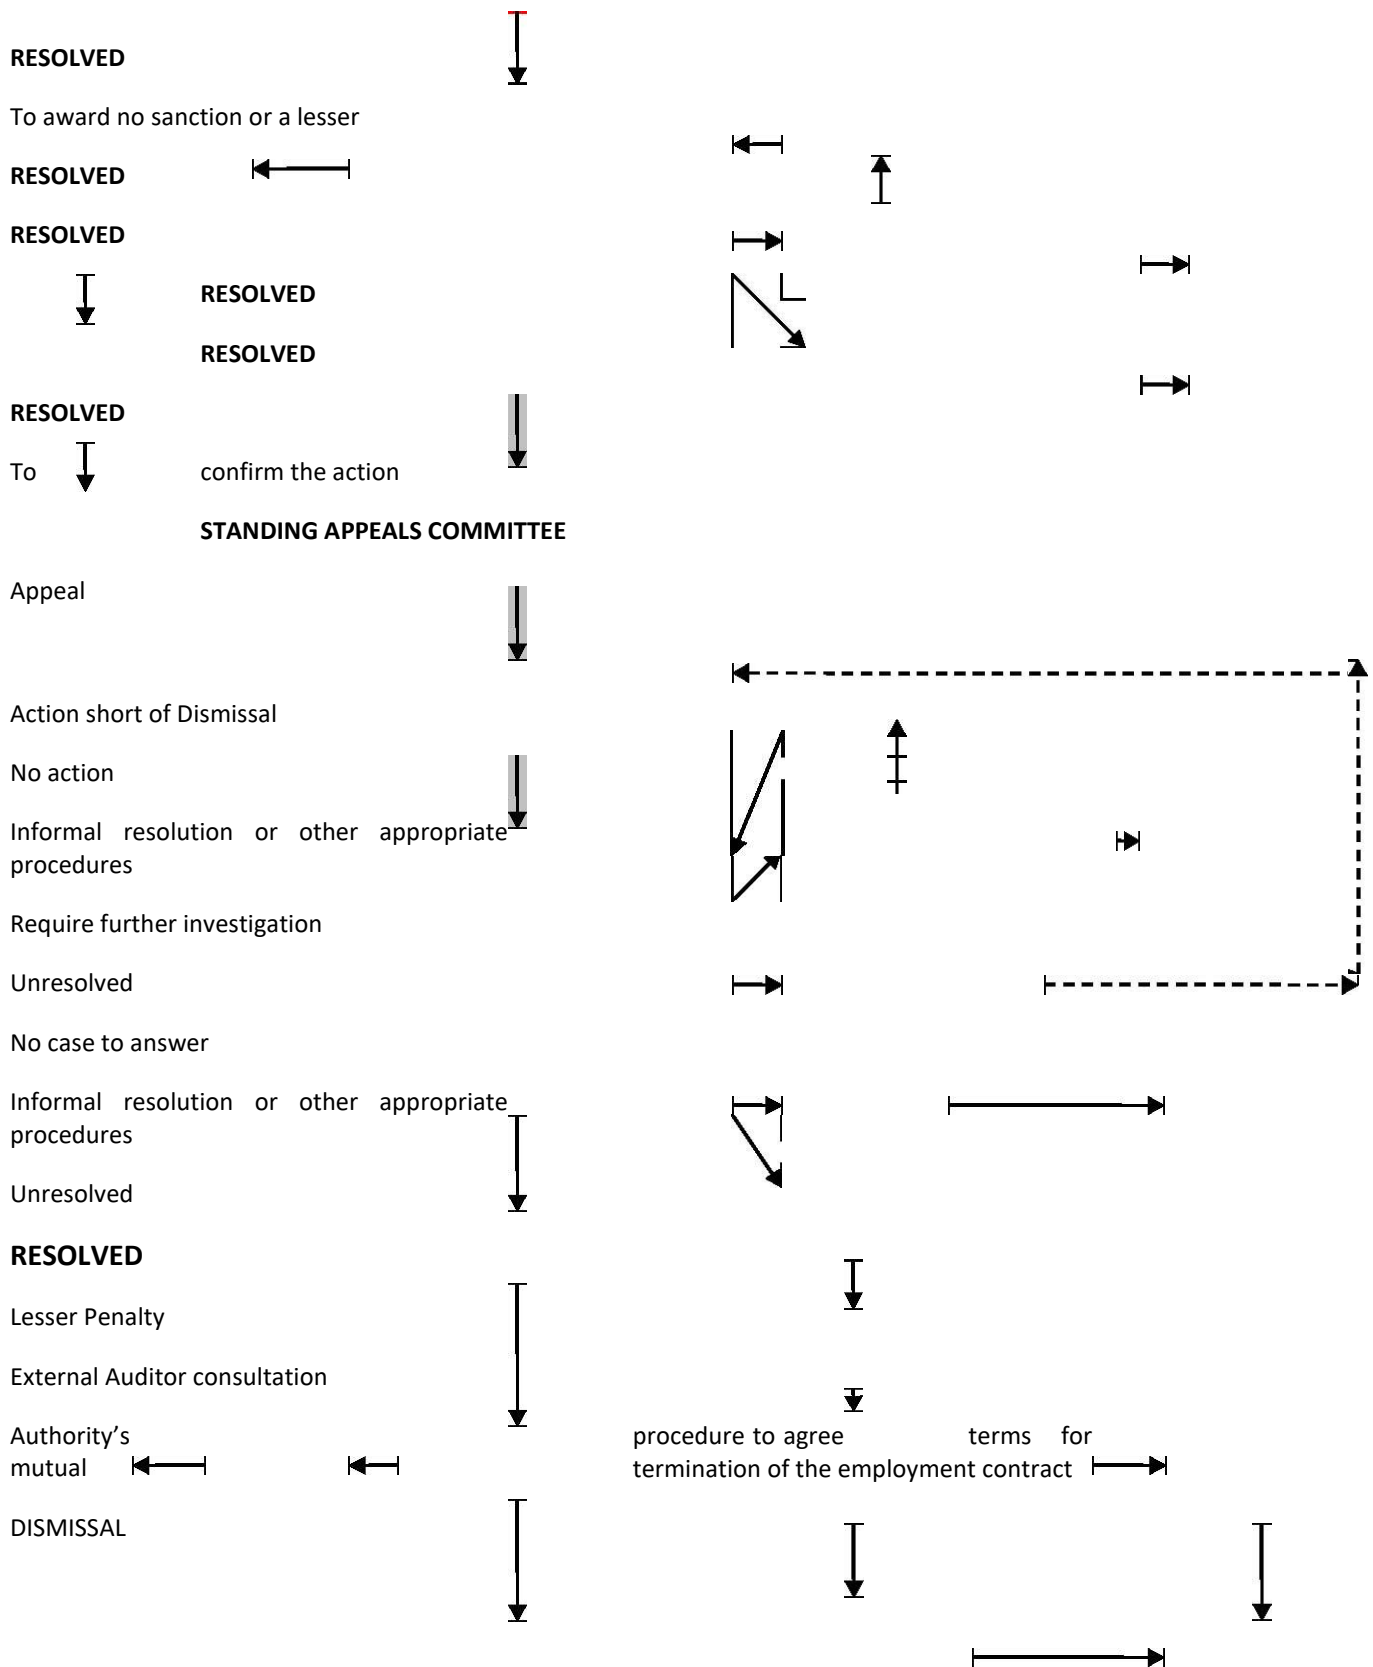 RESOLVED
To award no sanction or a lesser
RESOLVED
RESOLVED
RESOLVED
RESOLVED
RESOLVED
To confirm the action
STANDING APPEALS COMMITTEE
Appeal
Action short of Dismissal
No action
Informal resolution or other appropriate
procedures
Require further investigation
Unresolved
No case to answer
Informal resolution or other appropriate
procedures
Unresolved
RESOLVED
Lesser Penalty
External Auditor consultation
Authority’s procedure to agree terms for
mutual termination of the employment contract
DISMISSAL